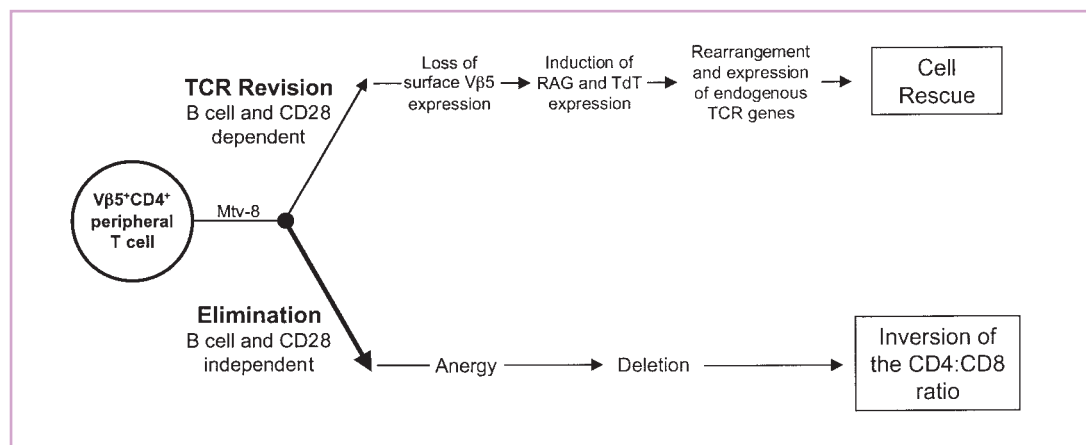 TCR Revision
B cell and CD28
dependent
Loss of
surface Vβ5
expression
Induction of
RAG and TdT
expression
Rearrangement
and expression
of endogenous
TCR genes
Cell
Rescue
Vβ5⁺CD4⁺
peripheral
T cell
Mtv-8
Elimination
B cell and CD28
independent
Anergy
Deletion
Inversion of
the CD4:CD8
ratio